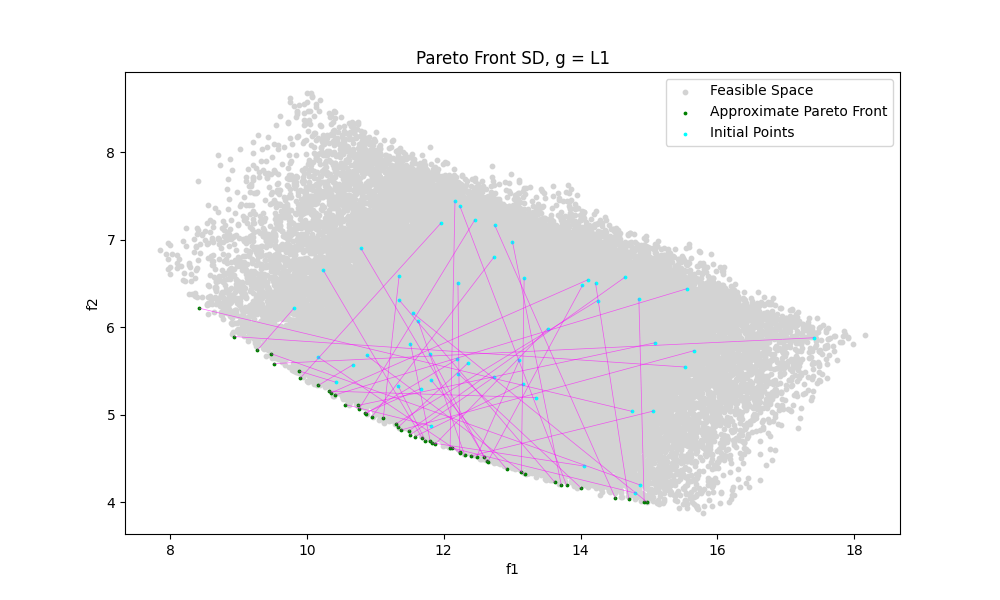 Pareto Front SD, g = L1
Feasible Space
Approximate Pareto Front
Initial Points
f2
8
7
6
5
4
8 10 12 14 16 18
f1